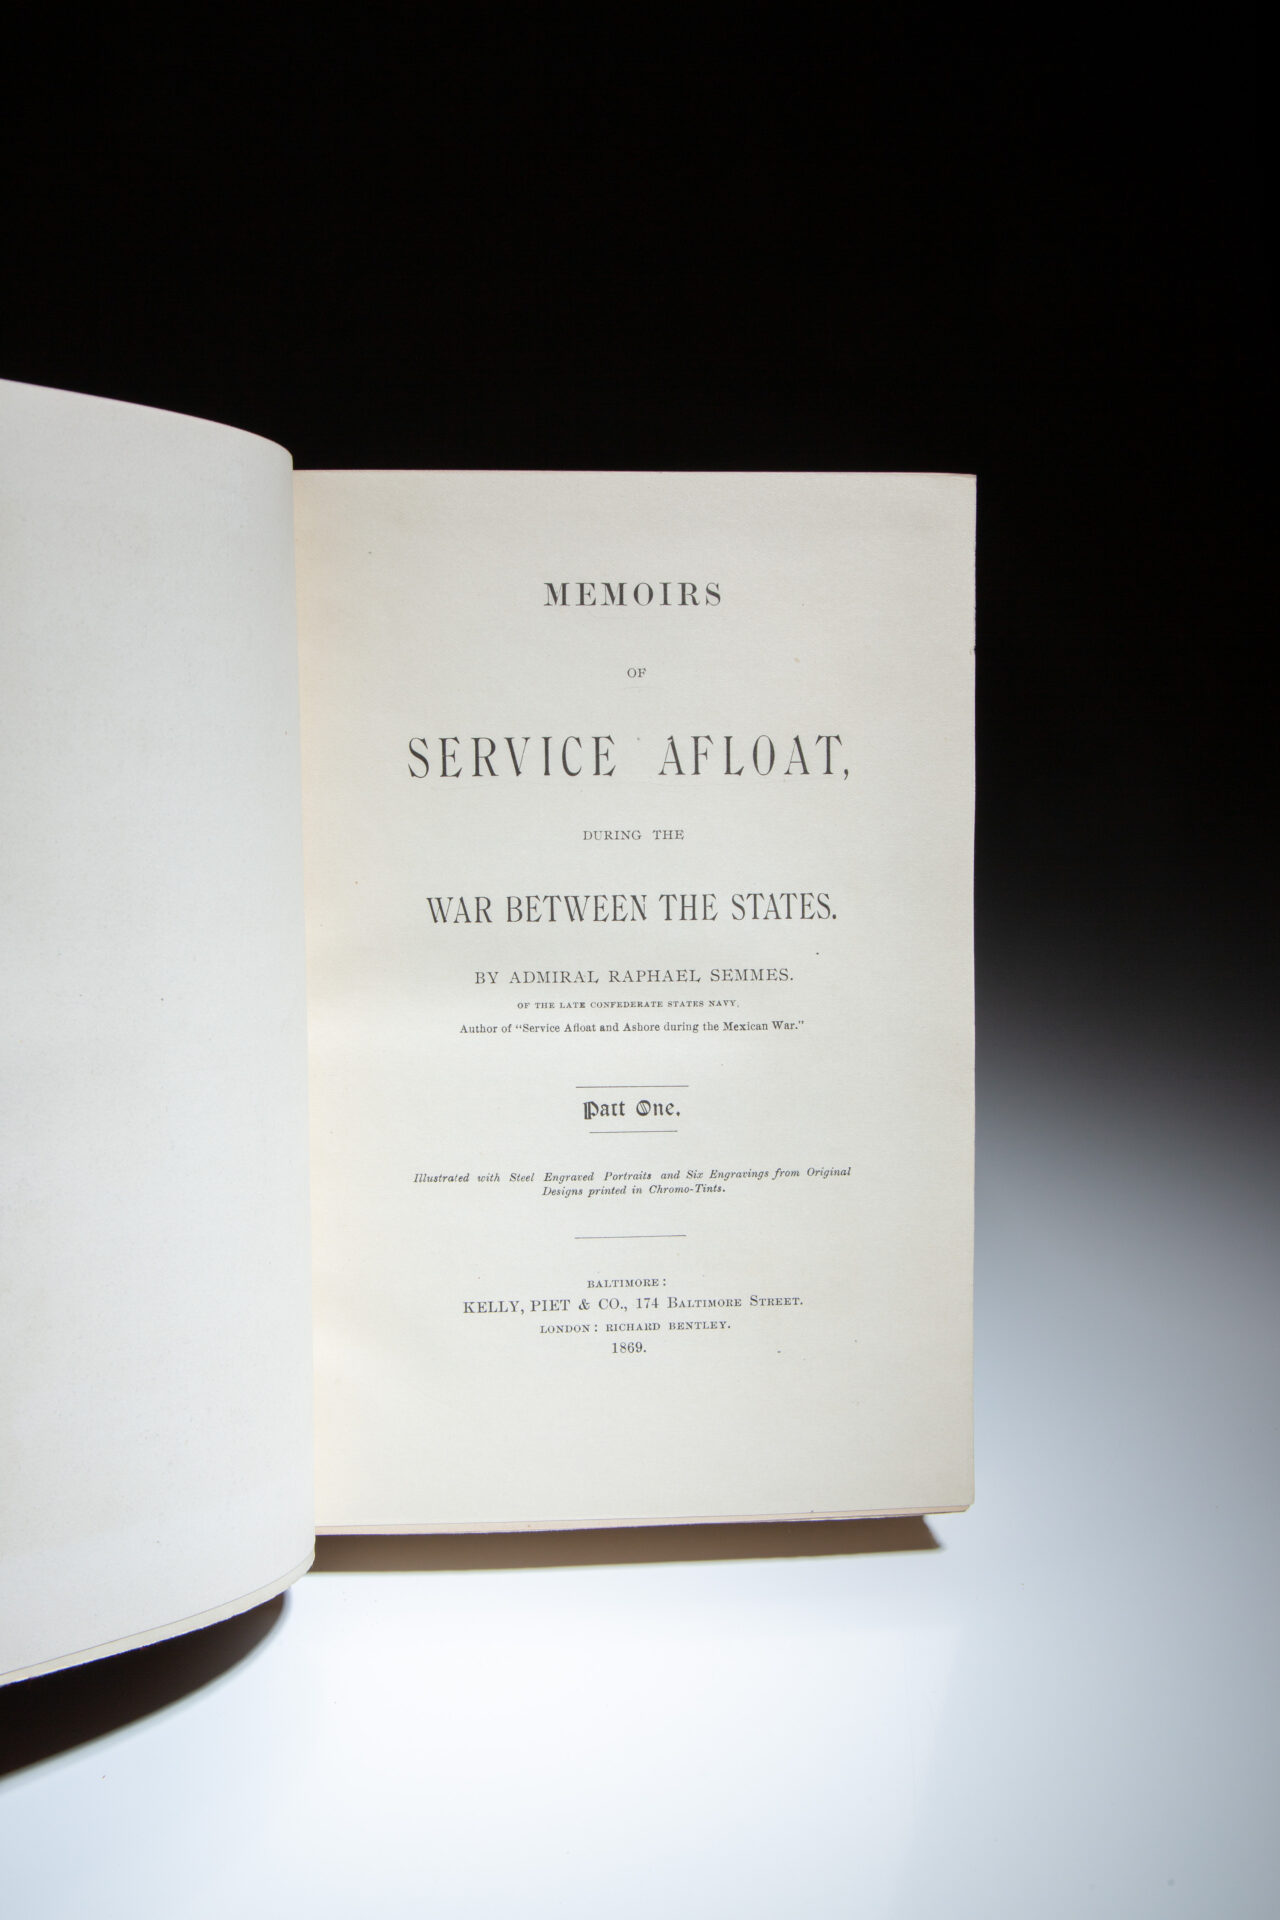 MEMOIRS
OF
SERVICE AFLOAT,
DURING THE
WAR BETWEEN THE STATES.
BY ADMIRAL RAPHAEL SEMMES.
OF THE LATE CONFEDERATE STATES NAVY,
Author of “Service Afloat and Ashore during the Mexican War.”
Part One.
Illustrated with Steel Engraved Portraits and Six Engravings from Original
Designs printed in Chromo-Tints.
BALTIMORE:
KELLY, PIET & CO., 174 BALTIMORE STREET.
LONDON: RICHARD BENTLEY.
1869.